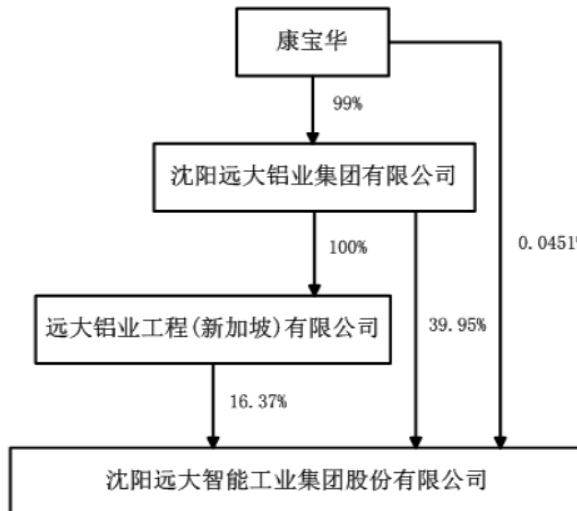 康宝华
99%
沈阳远大铝业集团有限公司
100%
0.0451%
远大铝业工程(新加坡)有限公司
39.95%
16.37%
沈阳远大智能工业集团股份有限公司